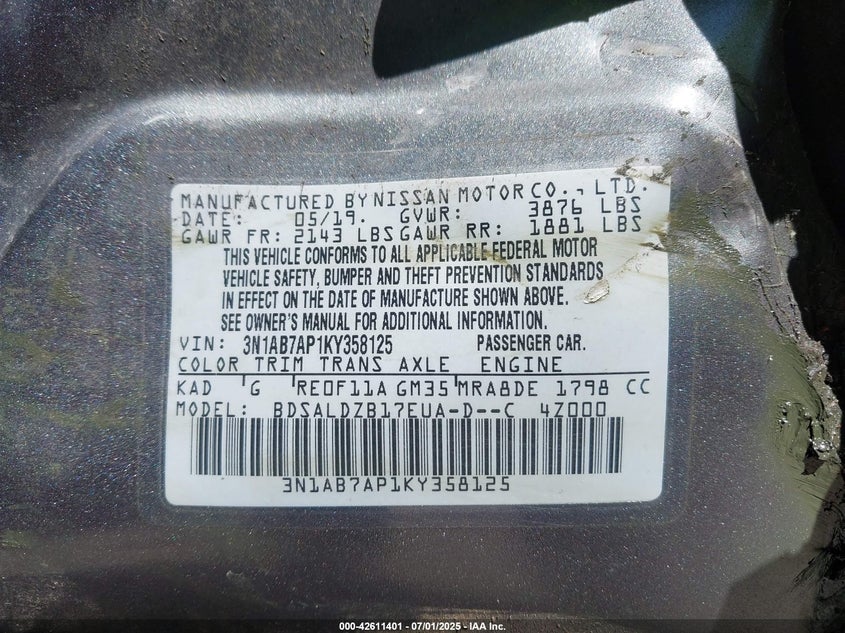 MANUFACTURED BY NISSAN MOTOR CO., LTD.
DATE: 05/19. GVWR: 3876 LBS
GAWR FR: 2143 LBS GAWR RR: 1881 LBS
THIS VEHICLE CONFORMS TO ALL APPLICABLE FEDERAL MOTOR
VEHICLE SAFETY, BUMPER AND THEFT PREVENTION STANDARDS
IN EFFECT ON THE DATE OF MANUFACTURE SHOWN ABOVE.
SEE OWNER'S MANUAL FOR ADDITIONAL INFORMATION.
VIN: 3N1AB7AP1KY358125 PASSENGER CAR.
COLOR TRIM TRANS AXLE ENGINE
KAD G RE0F11A GM35 MRA8DE 1798 CC
MODEL: BDSALDZB17EUA-D--C 4Z000
3N1AB7AP1KY358125
000-42611401 - 07/01/2025 - IAA Inc.